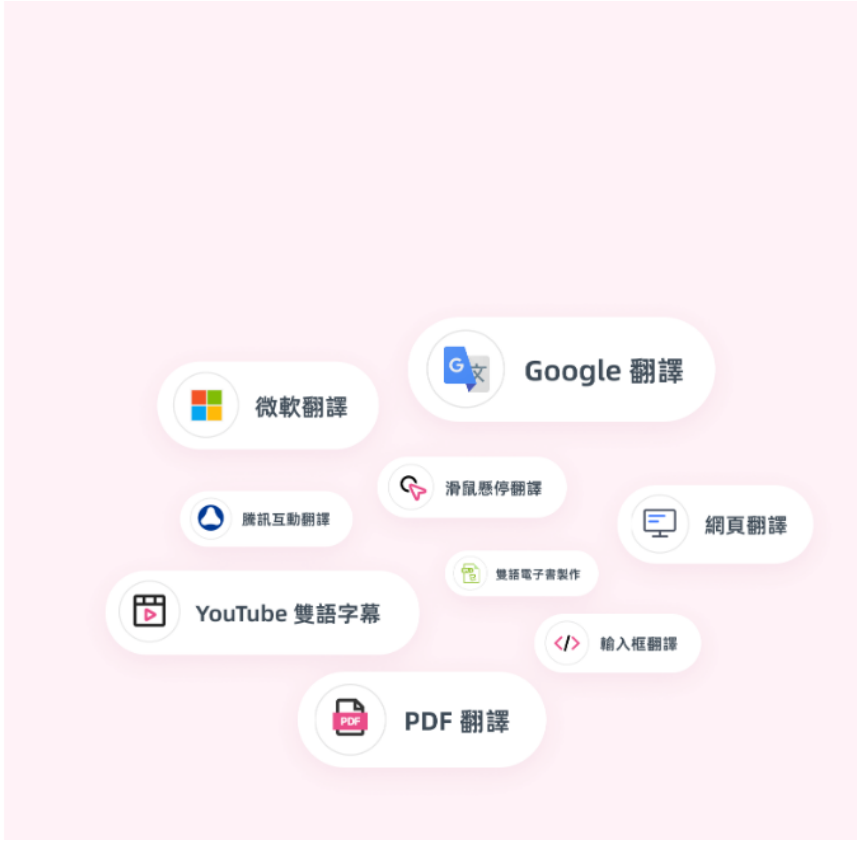 Google 翻譯
微軟翻譯
滑鼠懸停翻譯
騰訊互動翻譯
網頁翻譯
雙語電子書製作
YouTube 雙語字幕
輸入框翻譯
PDF
PDF 翻譯